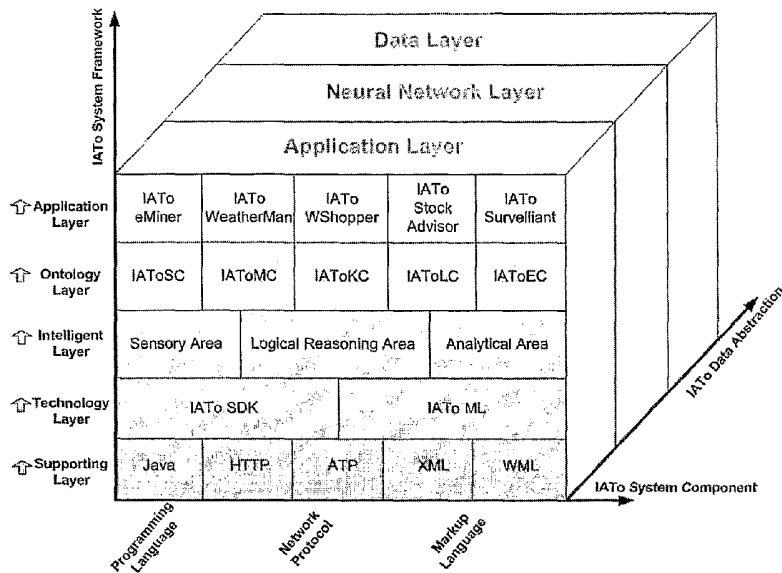 IATo System Framework
Data Layer
Neural Network Layer
Application Layer
Application
Layer
IATo
eMiner
IATo
WeatherMan
IATo
WShopper
IATo
Stock
Advisor
IATo
Survelliant
Ontology
Layer
IAToSC
IAToMC
IAToKC
IAToLC
IAToEC
Intelligent
Layer
Sensory Area
Logical Reasoning Area
Analytical Area
Technology
Layer
IATo SDK
IATo ML
Supporting
Layer
Java
HTTP
ATP
XML
WML
IATo Data Abstraction
IATo System Component
Programming
Language
Network
Protocol
Markup
Language